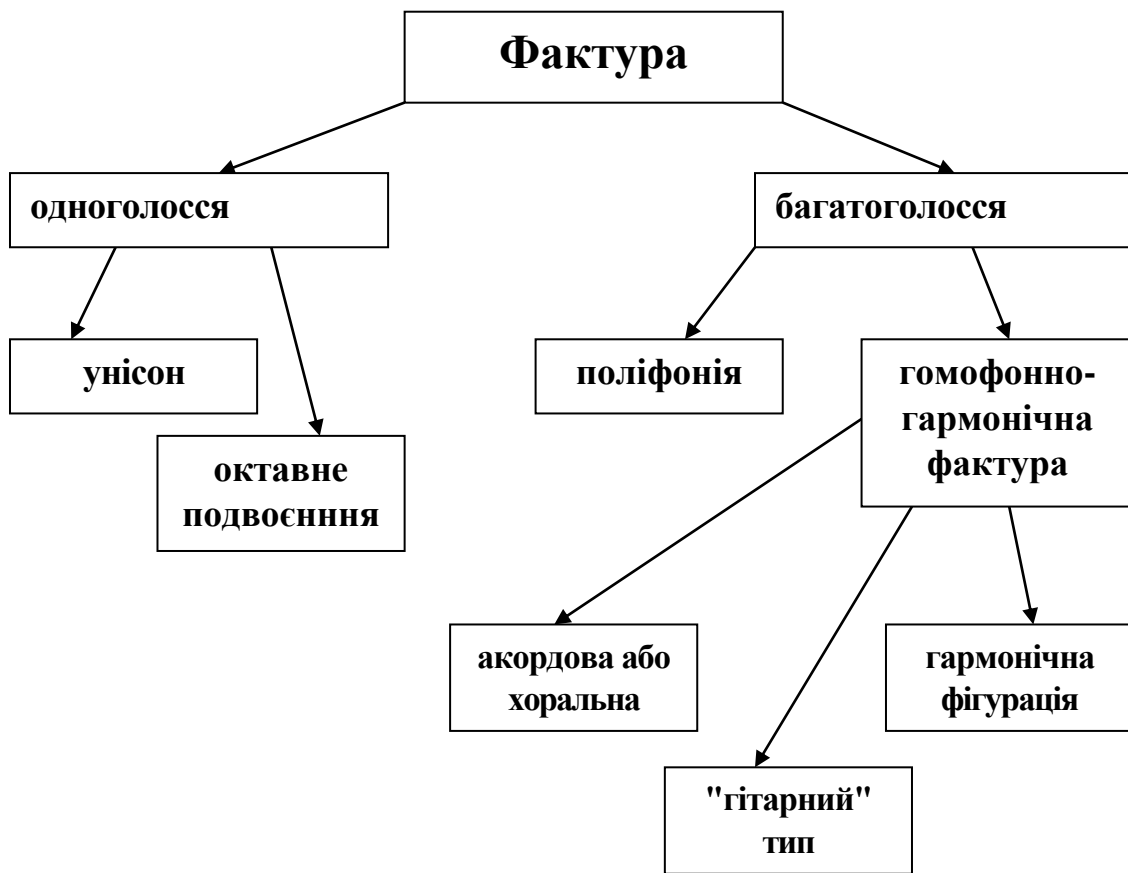 Фактура
одноголосся
багатоголосся
унісон
поліфонія
гомофонно-
гармонічна
фактура
октавне
подвоєнння
акордова або
хоральна
гармонічна
фігурація
"гітарний"
тип